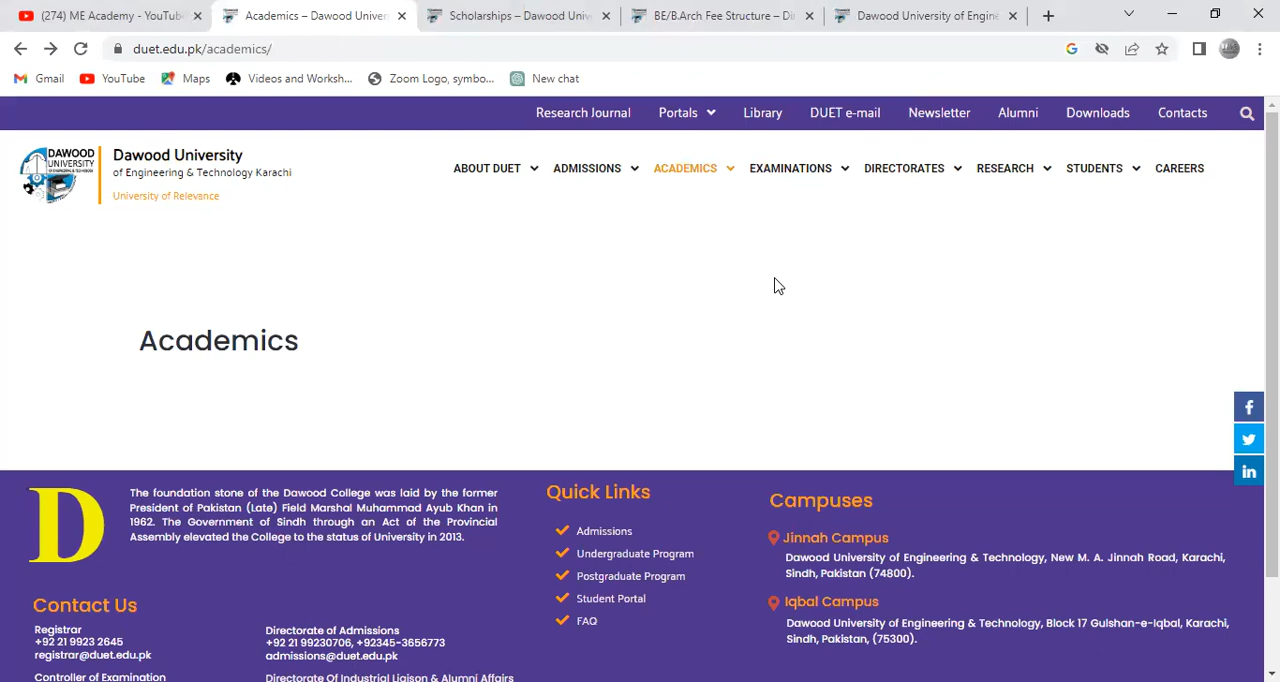 (274) ME Academy - YouTube
Academics – Dawood Univer
Scholarships – Dawood Univ
BE/B.Arch Fee Structure – Di
Dawood University of Engine
duet.edu.pk/academics/
Gmail
YouTube
Maps
Videos and Worksh...
Zoom Logo, symbo...
New chat
Research Journal
Portals
Library
DUET e-mail
Newsletter
Alumni
Downloads
Contacts
DAWOOD
UNIVERSITY
Dawood University
of Engineering & Technology Karachi
University of Relevance
ABOUT DUET
ADMISSIONS
ACADEMICS
EXAMINATIONS
DIRECTORATES
RESEARCH
STUDENTS
CAREERS
Academics
D
The foundation stone of the Dawood College was laid by the former
President of Pakistan (Late) Field Marshal Muhammad Ayub Khan in
1962. The Government of Sindh through an Act of the Provincial
Assembly elevated the College to the status of University in 2013.
Quick Links
Admissions
Undergraduate Program
Postgraduate Program
Student Portal
FAQ
Campuses
Jinnah Campus
Dawood University of Engineering & Technology, New M. A. Jinnah Road, Karachi,
Sindh, Pakistan (74800).
Iqbal Campus
Dawood University of Engineering & Technology, Block 17 Gulshan-e-Iqbal, Karachi,
Sindh, Pakistan, (75300).
Contact Us
Registrar
+92 21 9923 2645
registrar@duet.edu.pk
Directorate of Admissions
+92 21 99230706, +92345-3656773
admissions@duet.edu.pk
Controller of Examination
Directorate Of Industrial Liaison & Alumni Affairs